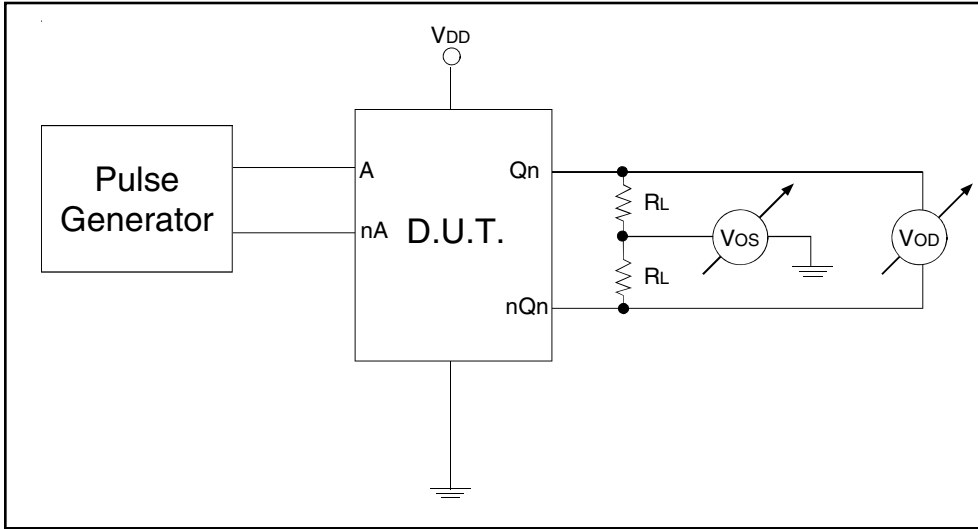 VDD
Pulse
Generator
A
nA
D.U.T.
Qn
nQn
RL
RL
VOS
VOD